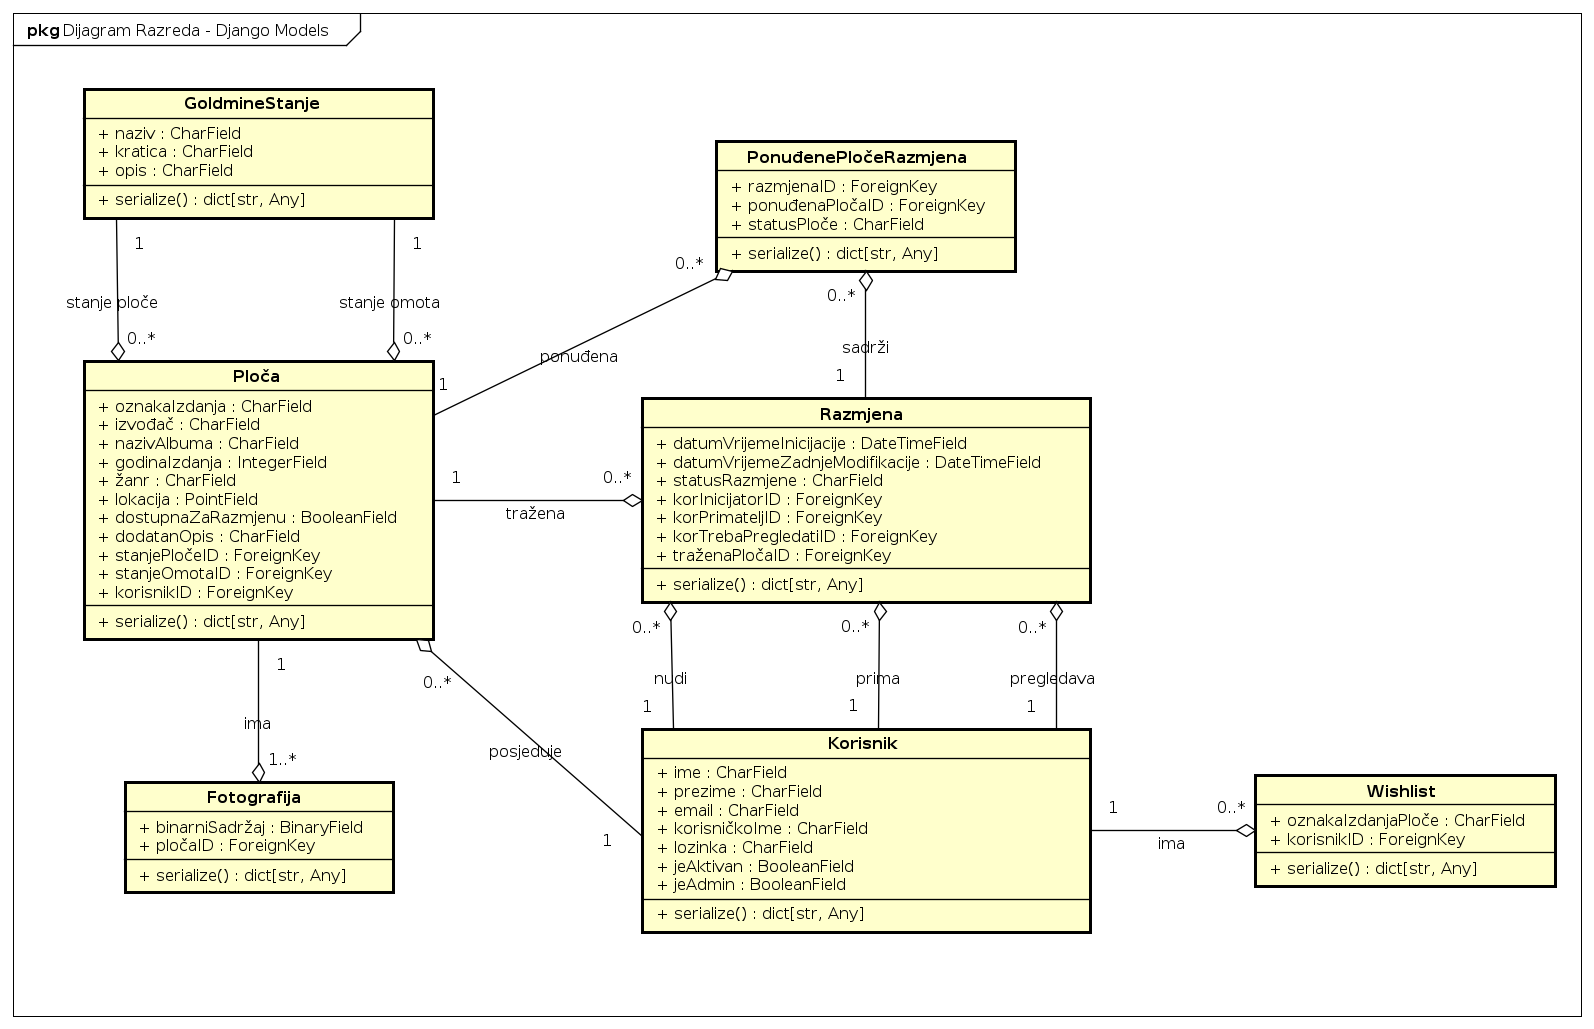 pkg Dijagram Razreda - Django Models
GoldmineStanje
+ naziv : CharField
+ kratica : CharField
+ opis : CharField
+ serialize() : dict[str, Any]
1
1
stanje ploče
stanje omota
0..*
0..*
PonuđenePločeRazmjena
+ razmjenaID : ForeignKey
+ ponuđenaPločaID : ForeignKey
+ statusPloče : CharField
+ serialize() : dict[str, Any]
0..*
0..*
ponuđena
sadrži
1
1
Ploča
+ oznakaIzdanja : CharField
+ izvođač : CharField
+ nazivAlbuma : CharField
+ godinaIzdanja : IntegerField
+ žanr : CharField
+ lokacija : PointField
+ dostupnaZaRazmjenu : BooleanField
+ dodatanOpis : CharField
+ stanjePločeID : ForeignKey
+ stanjeOmotaID : ForeignKey
+ korisnikID : ForeignKey
+ serialize() : dict[str, Any]
1
0..*
tražena
Razmjena
+ datumVrijemeInicijacije : DateTimeField
+ datumVrijemeZadnjeModifikacije : DateTimeField
+ statusRazmjene : CharField
+ korInicijatorID : ForeignKey
+ korPrimateljID : ForeignKey
+ korTrebaPregledatiID : ForeignKey
+ traženaPločaID : ForeignKey
+ serialize() : dict[str, Any]
0..*
0..*
0..*
nudi
prima
pregledava
1
1
1
1
ima
1..*
0..*
posjeduje
1
Fotografija
+ binarniSadržaj : BinaryField
+ pločaID : ForeignKey
+ serialize() : dict[str, Any]
Korisnik
+ ime : CharField
+ prezime : CharField
+ email : CharField
+ korisničkoIme : CharField
+ lozinka : CharField
+ jeAktivan : BooleanField
+ jeAdmin : BooleanField
+ serialize() : dict[str, Any]
1
0..*
ima
Wishlist
+ oznakaIzdanjaPloče : CharField
+ korisnikID : ForeignKey
+ serialize() : dict[str, Any]